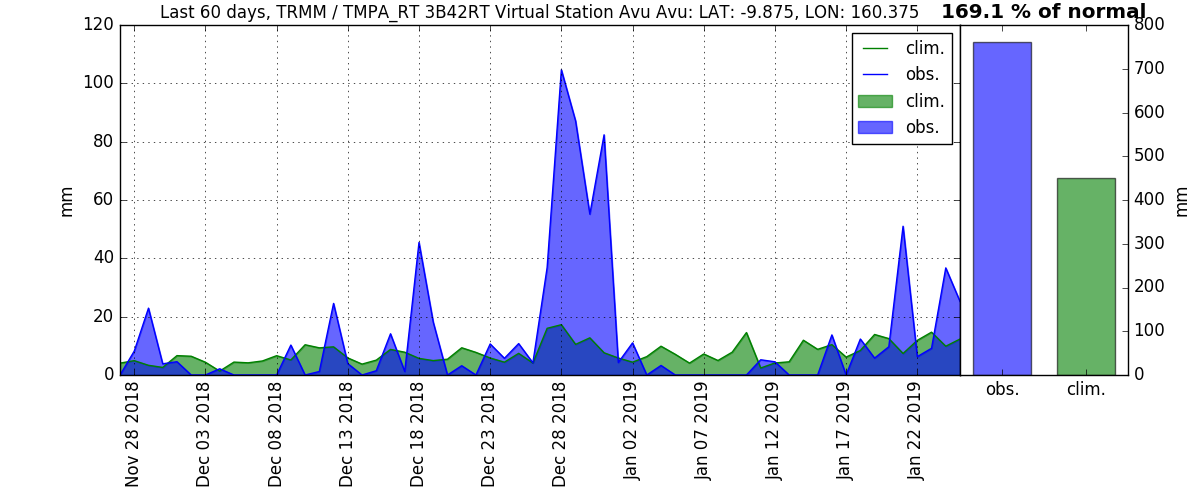 Last 60 days, TRMM / TMPA_RT 3B42RT Virtual Station Avu Avu: LAT: -9.875, LON: 160.375
169.1 % of normal
120
100
80
60
40
20
0
mm
clim.
obs.
clim.
obs.
800
700
600
500
400
300
200
100
0
mm
Nov 28 2018
Dec 03 2018
Dec 08 2018
Dec 13 2018
Dec 18 2018
Dec 23 2018
Dec 28 2018
Jan 02 2019
Jan 07 2019
Jan 12 2019
Jan 17 2019
Jan 22 2019
obs.
clim.